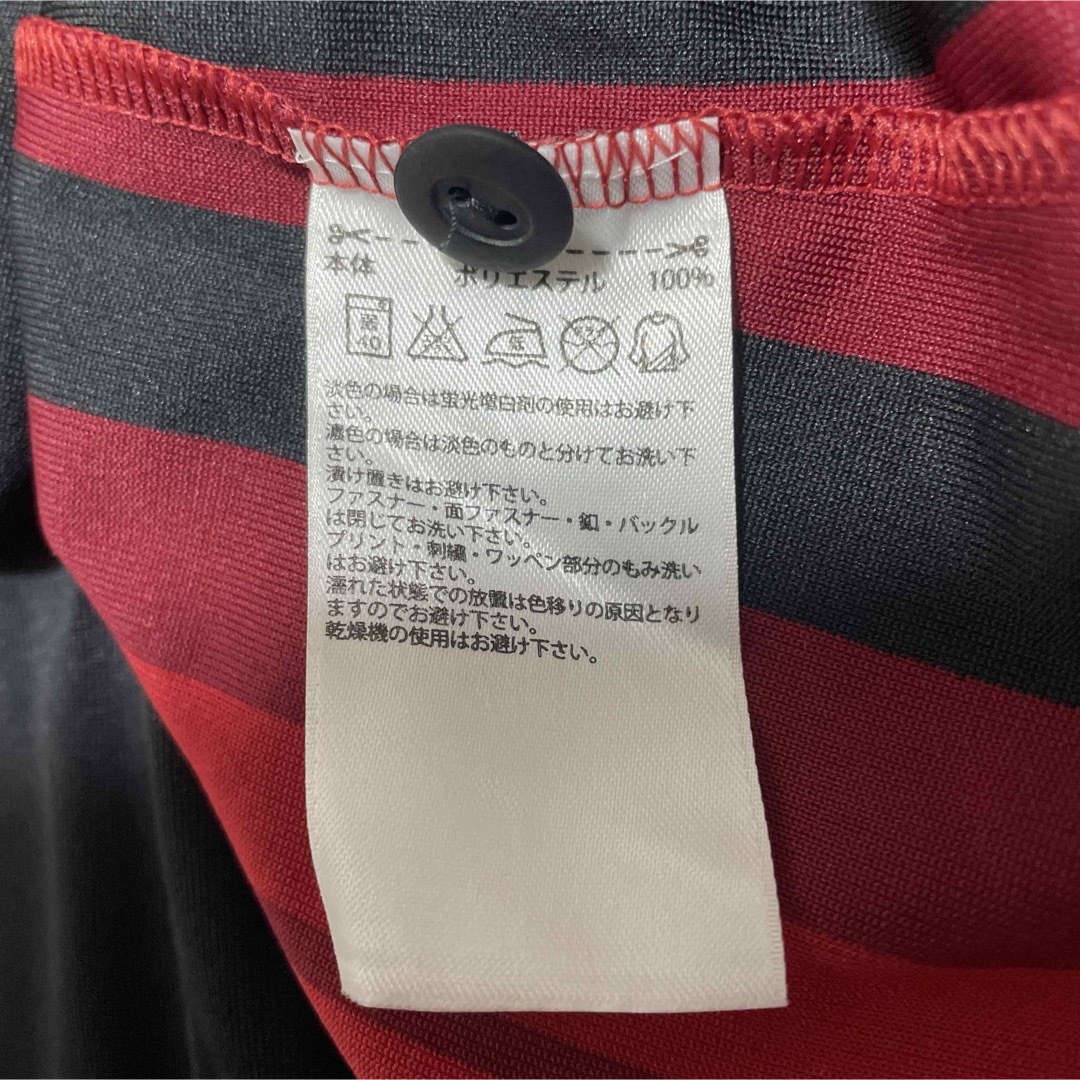 本体 ポリエステル 100%
40
淡色の場合は蛍光増白剤の使用はお避け下
さい。
濃色の場合は淡色のものと分けてお洗い下
さい。
漬け置きはお避け下さい。
ファスナー・面ファスナー・釦・バックル
は閉じてお洗い下さい。
プリント・刺繍・ワッペン部分のもみ洗い
はお避け下さい。
濡れた状態での放置は色移りの原因となり
ますのでお避け下さい。
乾燥機の使用はお避け下さい。